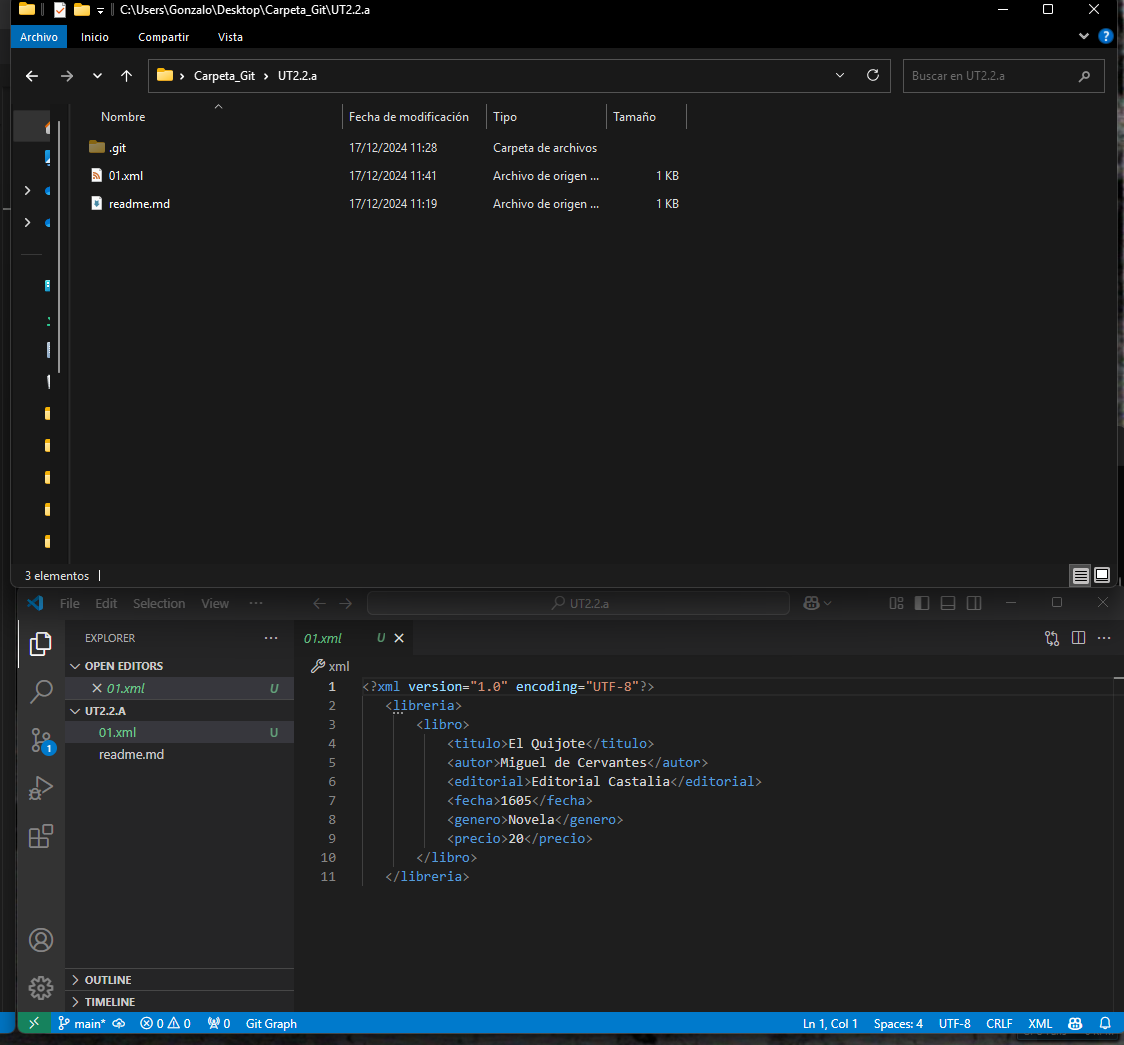 C:\Users\Gonzalo\Desktop\Carpeta_Git\UT2.2.a
Archivo Inicio Compartir Vista
Carpeta_Git UT2.2.a Buscar en UT2.2.a
Nombre Fecha de modificación Tipo Tamaño
.git 17/12/2024 11:28 Carpeta de archivos
01.xml 17/12/2024 11:41 Archivo de origen ... 1 KB
readme.md 17/12/2024 11:19 Archivo de origen ... 1 KB
3 elementos
File Edit Selection View ··· UT2.2.a
EXPLORER ··· 01.xml U
OPEN EDITORS xml
01.xml U
UT2.2.A
01.xml U
readme.md
1 <?xml version="1.0" encoding="UTF-8"?>
2 <libreria>
3 <libro>
4 <titulo>El Quijote</titulo>
5 <autor>Miguel de Cervantes</autor>
6 <editorial>Editorial Castalia</editorial>
7 <fecha>1605</fecha>
8 <genero>Novela</genero>
9 <precio>20</precio>
10 </libro>
11 </libreria>
1
OUTLINE
TIMELINE
main* 0 0 0 Git Graph Ln 1, Col 1 Spaces: 4 UTF-8 CRLF XML